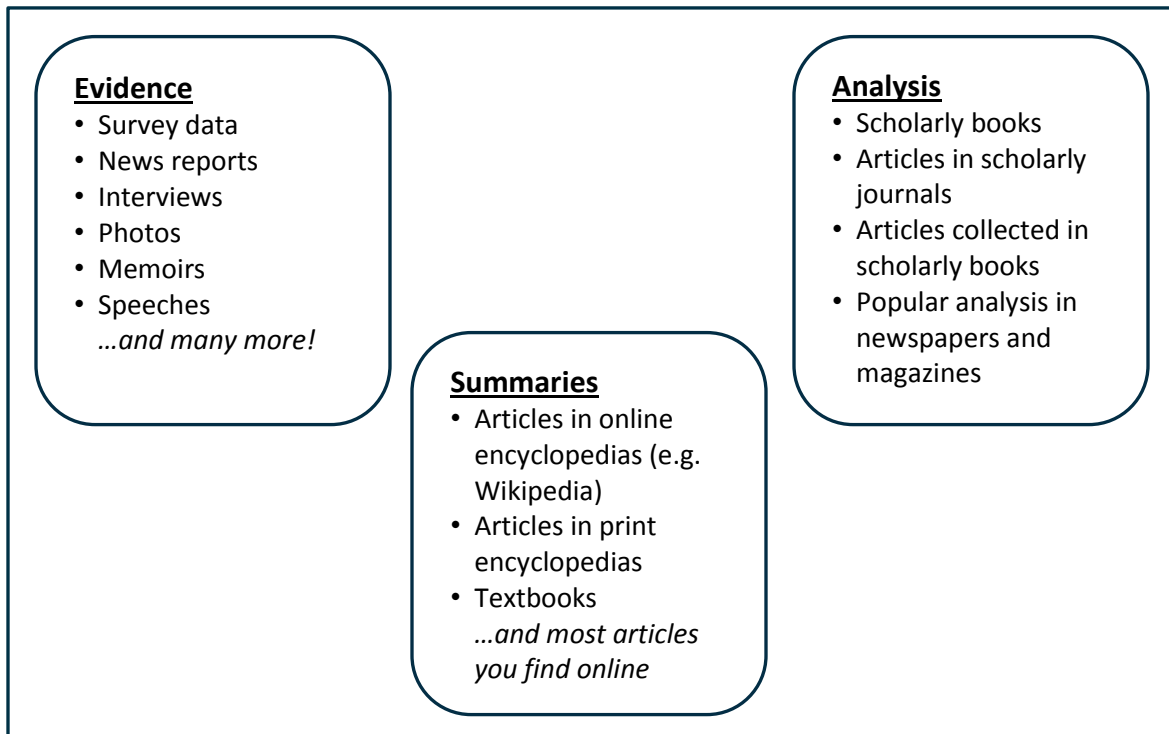 Evidence
• Survey data
• News reports
• Interviews
• Photos
• Memoirs
• Speeches
…and many more!
Summaries
• Articles in online
encyclopedias (e.g.
Wikipedia)
• Articles in print
encyclopedias
• Textbooks
…and most articles
you find online
Analysis
• Scholarly books
• Articles in scholarly
journals
• Articles collected in
scholarly books
• Popular analysis in
newspapers and
magazines